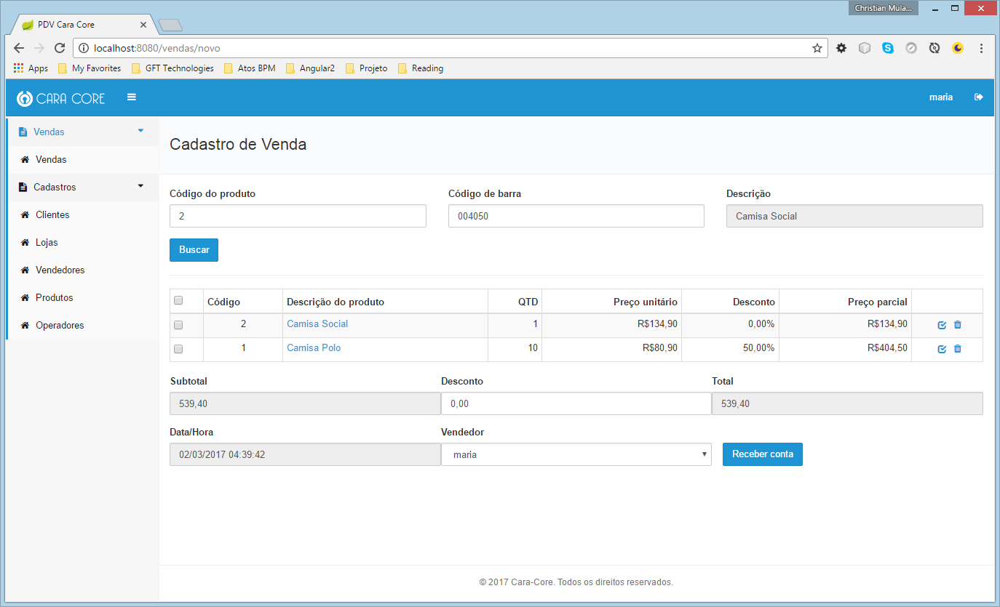 Christian Mula...
PDV Cara Core
localhost:8080/vendas/novo
Apps My Favorites GFT Technologies Atos BPM Angular2 Projeto Reading
CARA CORE maria
Vendas
Vendas
Cadastros
Clientes
Lojas
Vendedores
Produtos
Operadores
Cadastro de Venda
Código do produto Código de barra Descrição
2 004050 Camisa Social
Buscar
Código Descrição do produto QTD Preço unitário Desconto Preço parcial
2 Camisa Social 1 R$134,90 0,00% R$134,90
1 Camisa Polo 10 R$80,90 50,00% R$404,50
Subtotal Desconto Total
539,40 0,00 539,40
Data/Hora Vendedor
02/03/2017 04:39:42 maria Receber conta
© 2017 Cara-Core. Todos os direitos reservados.